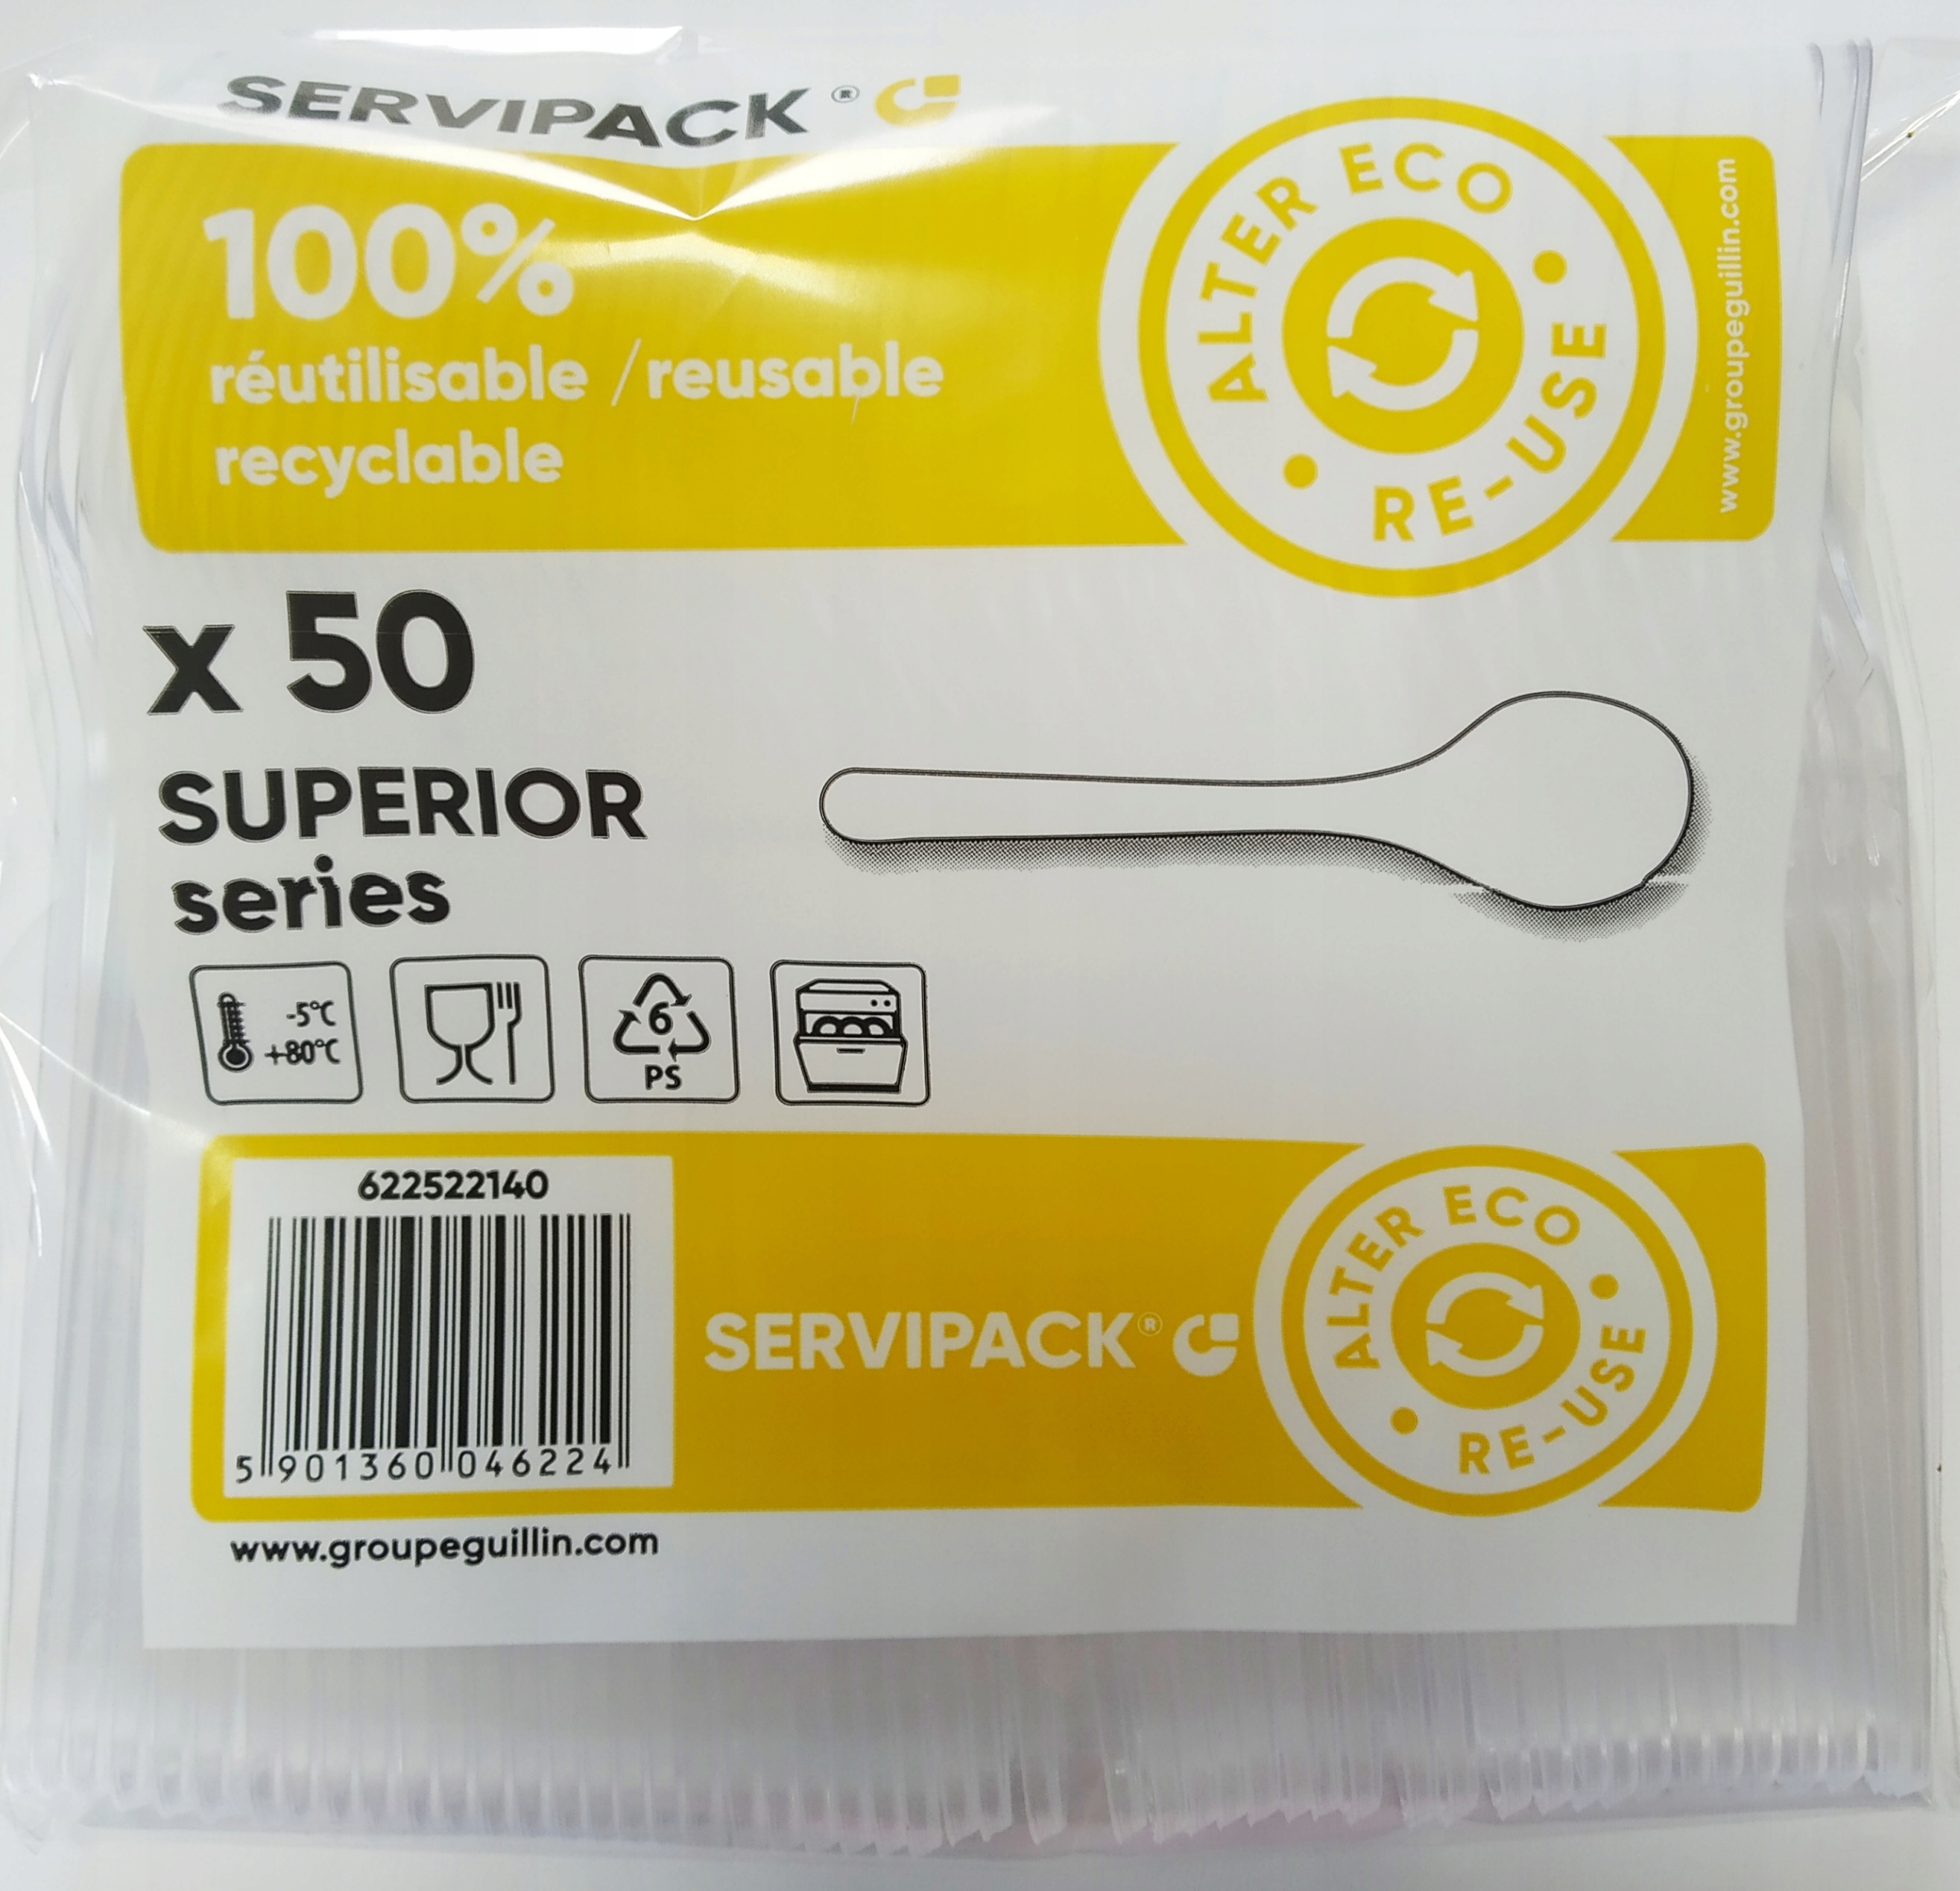 SERVIPACK®
100%
réutilisable / reusable
recyclable
ALTER ECO
RE-USE
www.groupeguillin.com
x 50
SUPERIOR
series
-5°C
+80°C
6
PS
622522140
5 901360 046224
SERVIPACK®
ALTER ECO
RE-USE
www.groupeguillin.com